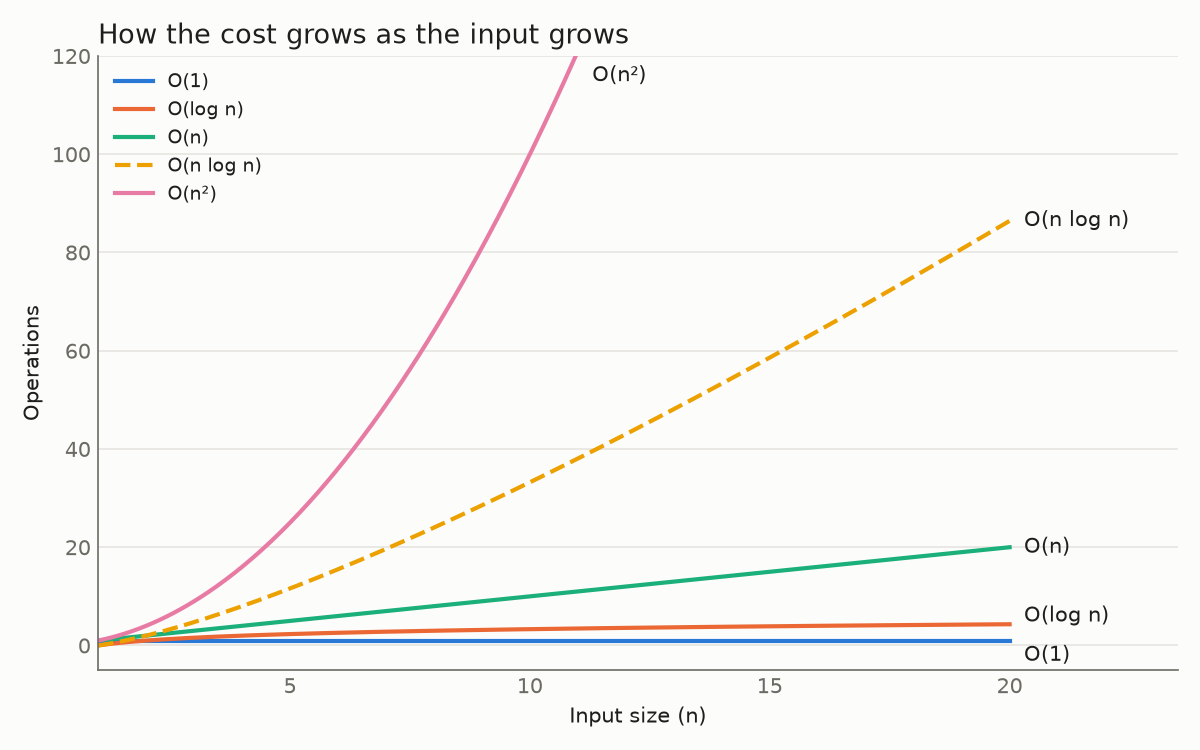 How the cost grows as the input grows
120
100
80
60
40
20
0
Operations
O(1)
O(log n)
O(n)
O(n log n)
O(n²)
O(n²)
O(n log n)
O(n)
O(log n)
O(1)
5 10 15 20
Input size (n)